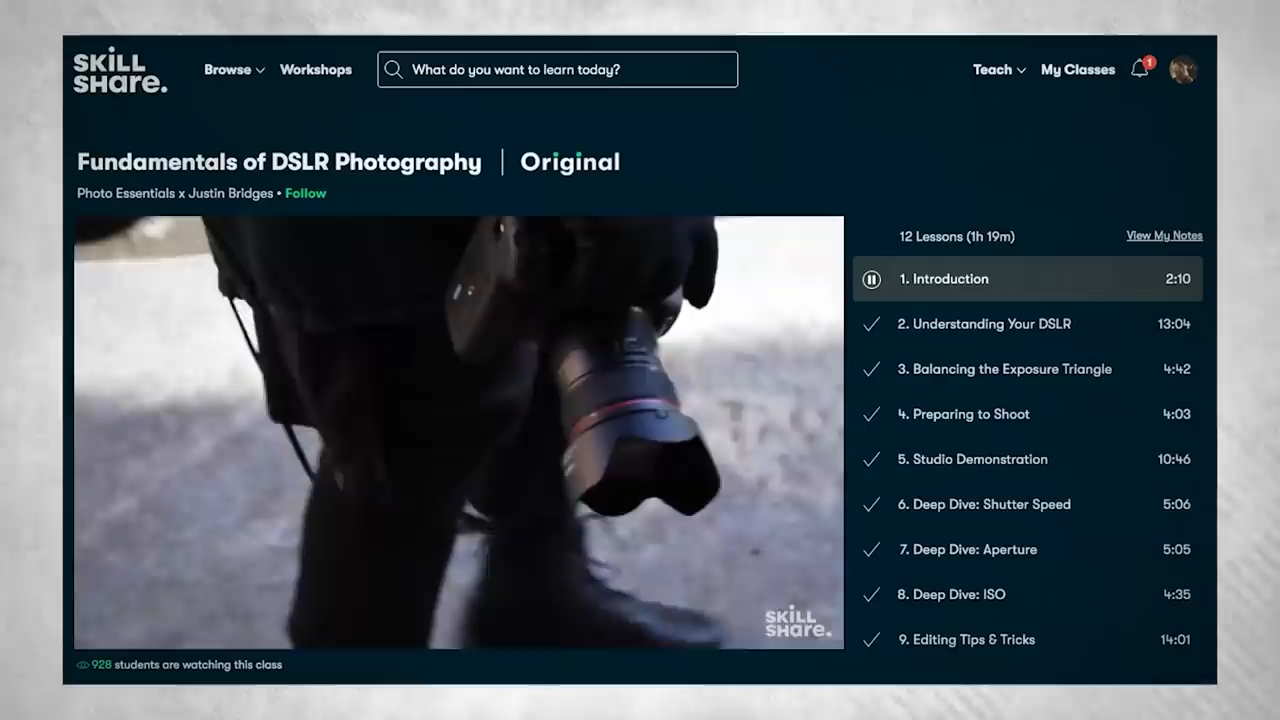 SKILL
SHare.
Browse
Workshops
What do you want to learn today?
Teach
My Classes
1
Fundamentals of DSLR Photography | Original
Photo Essentials x Justin Bridges • Follow
12 Lessons (1h 19m)
View My Notes
1. Introduction 2:10
2. Understanding Your DSLR 13:04
3. Balancing the Exposure Triangle 4:42
4. Preparing to Shoot 4:03
5. Studio Demonstration 10:46
6. Deep Dive: Shutter Speed 5:06
7. Deep Dive: Aperture 5:05
8. Deep Dive: ISO 4:35
9. Editing Tips & Tricks 14:01
SKILL
SHare.
928 students are watching this class